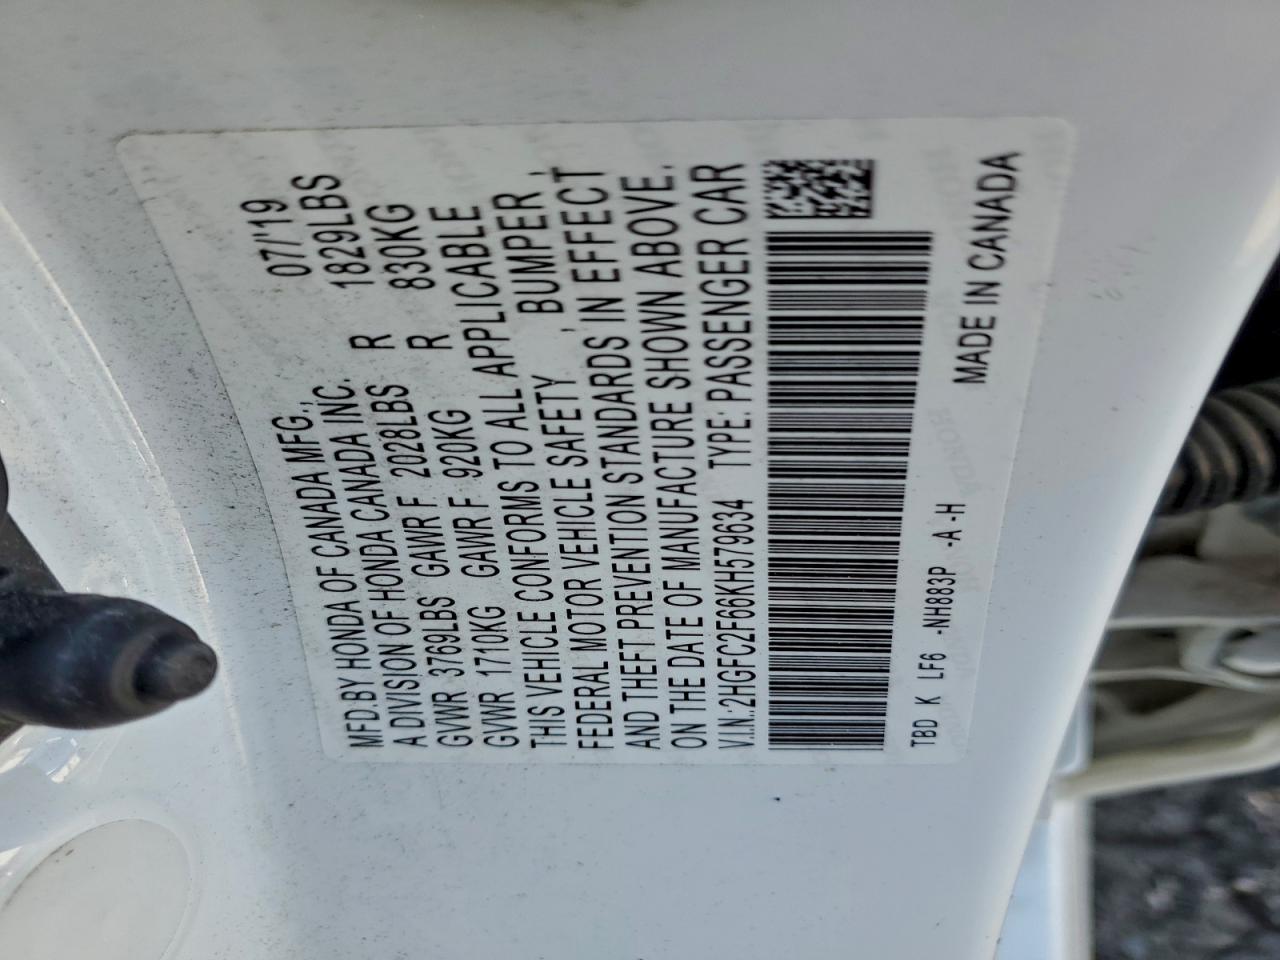 MFD.BY HONDA OF CANADA MFG., 07/'19
A DIVISION OF HONDA CANADA INC.
GVWR 3769LBS GAWR F 2028LBS R 1829LBS
GVWR 1710KG GAWR F 920KG R 830KG
THIS VEHICLE CONFORMS TO ALL APPLICABLE
FEDERAL MOTOR VEHICLE SAFETY , BUMPER ,
AND THEFT PREVENTION STANDARDS IN EFFECT
ON THE DATE OF MANUFACTURE SHOWN ABOVE.
V.I.N.:2HGFC2F66KH579634 TYPE: PASSENGER CAR
TBD K LF6 -NH883P -A -H MADE IN CANADA